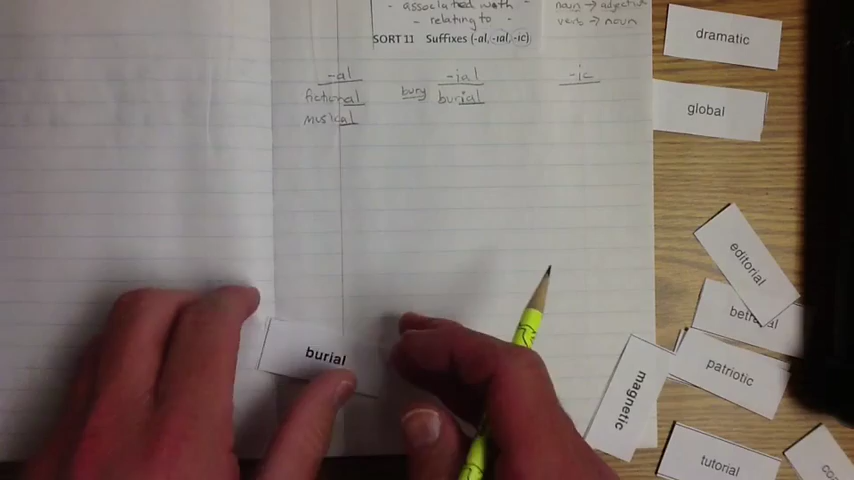 - associated with -
- relating to -
noun → adjective
verb → noun
SORT 11 Suffixes (-al, -ial, -ic)
-al
-ial
-ic
fictional
bury
burial
musical
dramatic
global
editorial
patriotic
magnetic
tutorial
burial